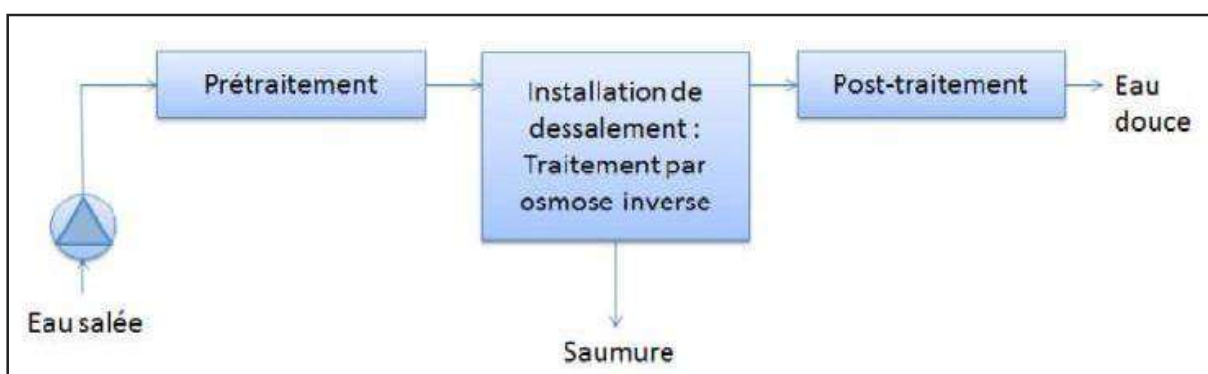 Prétraitement
Installation de
dessalement :
Traitement par
osmose inverse
Post-traitement
Eau
douce
Eau salée
Saumure